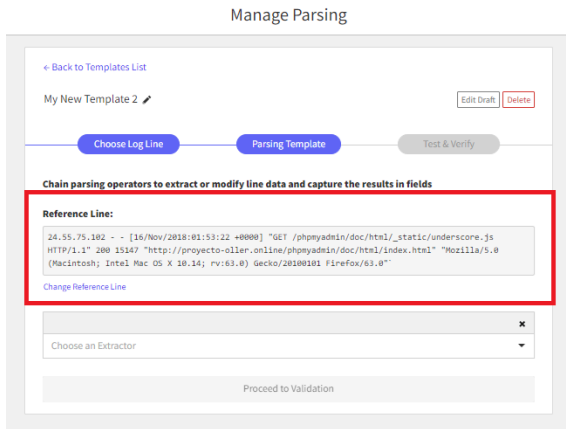 Manage Parsing
← Back to Templates List
My New Template 2
Edit Draft Delete
Choose Log Line Parsing Template Test & Verify
Chain parsing operators to extract or modify line data and capture the results in fields
Reference Line:
24.55.75.102 - - [16/Nov/2018:01:53:22 +0000] "GET /phpmyadmin/doc/html/_static/underscore.js
HTTP/1.1" 200 15147 "http://proyecto-oller.online/phpmyadmin/doc/html/index.html" "Mozilla/5.0
(Macintosh; Intel Mac OS X 10.14; rv:63.0) Gecko/20100101 Firefox/63.0"`
Change Reference Line
Choose an Extractor
Proceed to Validation